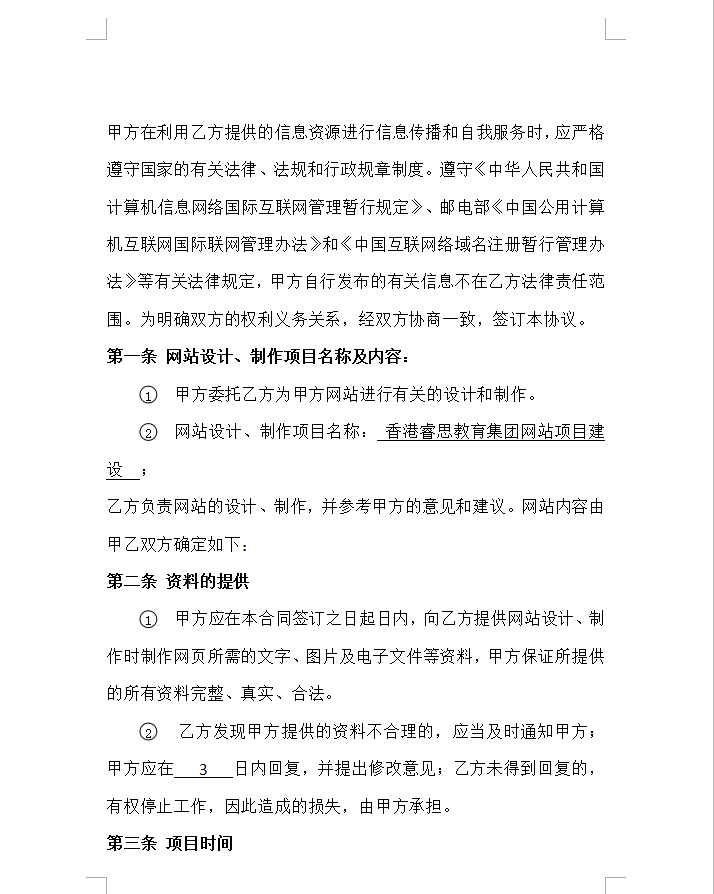 甲方在利用乙方提供的信息资源进行信息传播和自我服务时，应严格
遵守国家的有关法律、法规和行政规章制度。遵守《中华人民共和国
计算机信息网络国际互联网管理暂行规定》、邮电部《中国公用计算
机互联网国际联网管理办法》和《中国互联网络域名注册暂行管理办
法》等有关法律规定，甲方自行发布的有关信息不在乙方法律责任范
围。为明确双方的权利义务关系，经双方协商一致，签订本协议。
第一条 网站设计、制作项目名称及内容：
① 甲方委托乙方为甲方网站进行有关的设计和制作。
② 网站设计、制作项目名称： 香港睿思教育集团网站项目建
设 ；
乙方负责网站的设计、制作，并参考甲方的意见和建议。网站内容由
甲乙双方确定如下：
第二条 资料的提供
① 甲方应在本合同签订之日起日内，向乙方提供网站设计、制
作时制作网页所需的文字、图片及电子文件等资料，甲方保证所提供
的所有资料完整、真实、合法。
② 乙方发现甲方提供的资料不合理的，应当及时通知甲方；
甲方应在 3 日内回复，并提出修改意见；乙方未得到回复的，
有权停止工作，因此造成的损失，由甲方承担。
第三条 项目时间